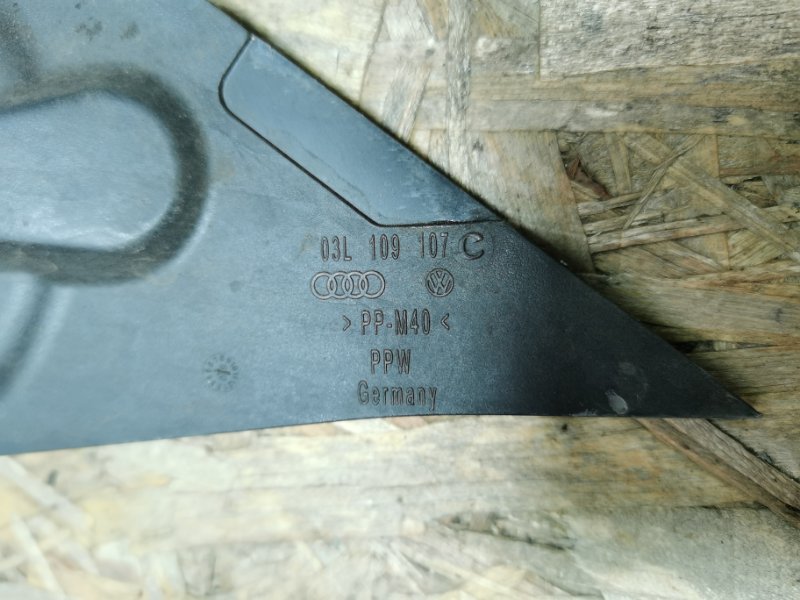 03L 109 107 C
> PP-M40 <
PPW
Germany